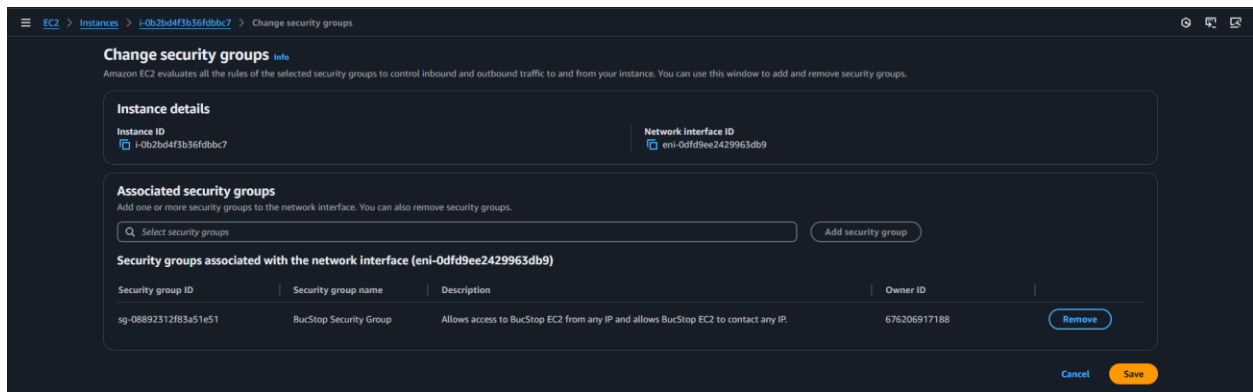 EC2 > Instances > i-0b2bd4f3b36fdbbc7 > Change security groups
Change security groups Info
Amazon EC2 evaluates all the rules of the selected security groups to control inbound and outbound traffic to and from your instance. You can use this window to add and remove security groups.
Instance details
Instance ID
i-0b2bd4f3b36fdbbc7
Network interface ID
eni-0dfd9ee2429963db9
Associated security groups
Add one or more security groups to the network interface. You can also remove security groups.
Select security groups
Add security group
Security groups associated with the network interface (eni-0dfd9ee2429963db9)
Security group ID Security group name Description Owner ID
sg-08892312f83a51e51 BucStop Security Group Allows access to BucStop EC2 from any IP and allows BucStop EC2 to contact any IP. 676206917188 Remove
Cancel Save